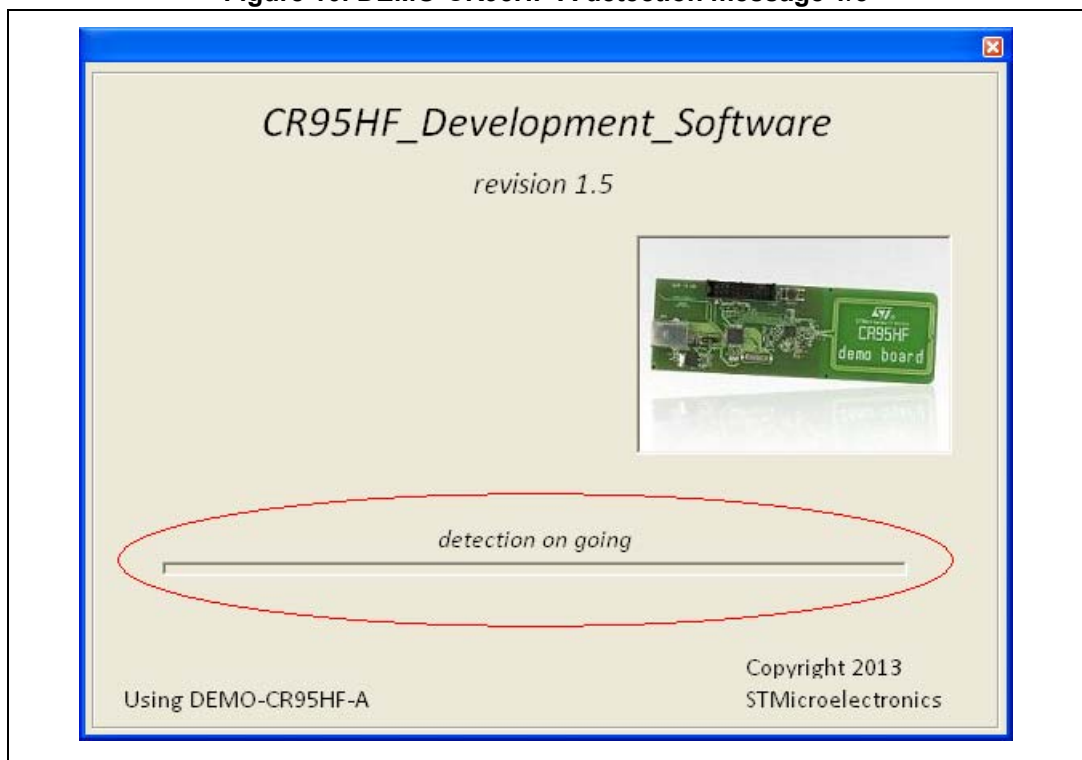 CR95HF_Development_Software
revision 1.5
CR95HF
demo board
detection on going
Using DEMO-CR95HF-A
Copyright 2013
STMicroelectronics